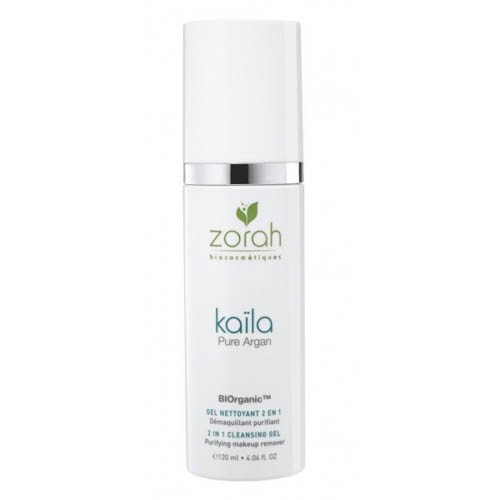 zorah
biocosmétiques
kaïla
Pure Argan
BIOrganic™
GEL NETTOYANT 2 EN 1
Démaquillant purifiant
2 IN 1 CLEANSING GEL
Purifying makeup remover
℮120 ml • 4.06 fl. OZ